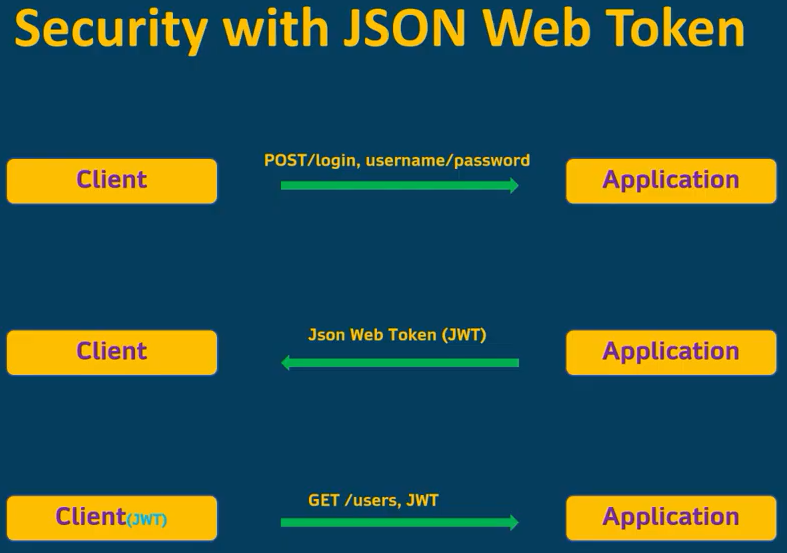 Security with JSON Web Token
POST/login, username/password
Client
Application
Json Web Token (JWT)
Client
Application
GET /users, JWT
Client(JWT)
Application